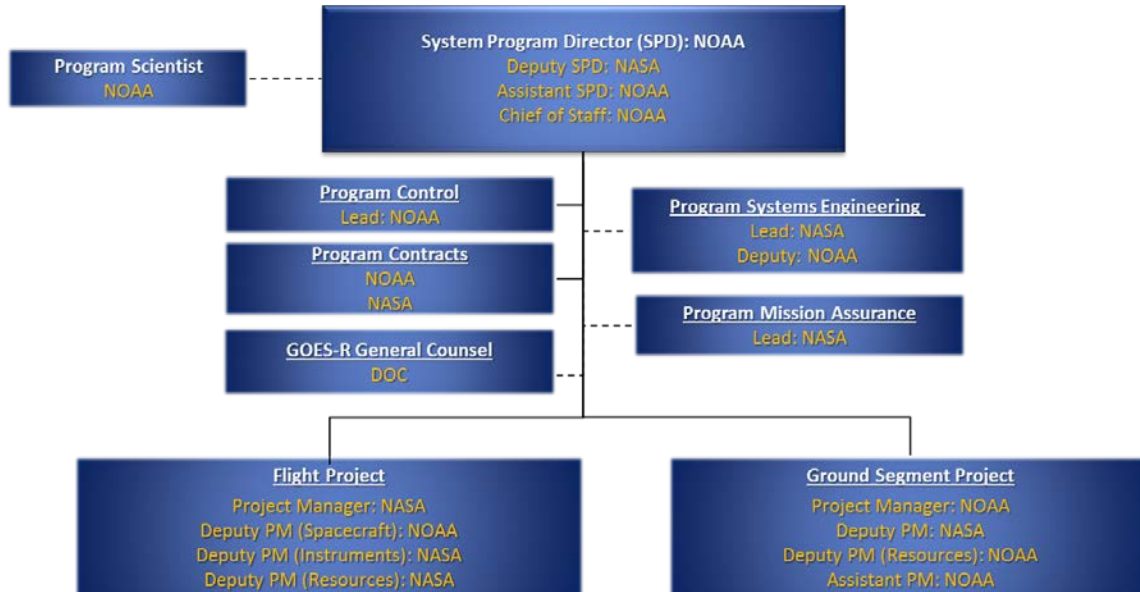 System Program Director (SPD): NOAA
Deputy SPD: NASA
Assistant SPD: NOAA
Chief of Staff: NOAA
Program Scientist
NOAA
Program Control
Lead: NOAA
Program Systems Engineering
Lead: NASA
Deputy: NOAA
Program Contracts
NOAA
NASA
Program Mission Assurance
Lead: NASA
GOES-R General Counsel
DOC
Flight Project
Project Manager: NASA
Deputy PM (Spacecraft): NOAA
Deputy PM (Instruments): NASA
Deputy PM (Resources): NASA
Ground Segment Project
Project Manager: NOAA
Deputy PM: NASA
Deputy PM (Resources): NOAA
Assistant PM: NOAA